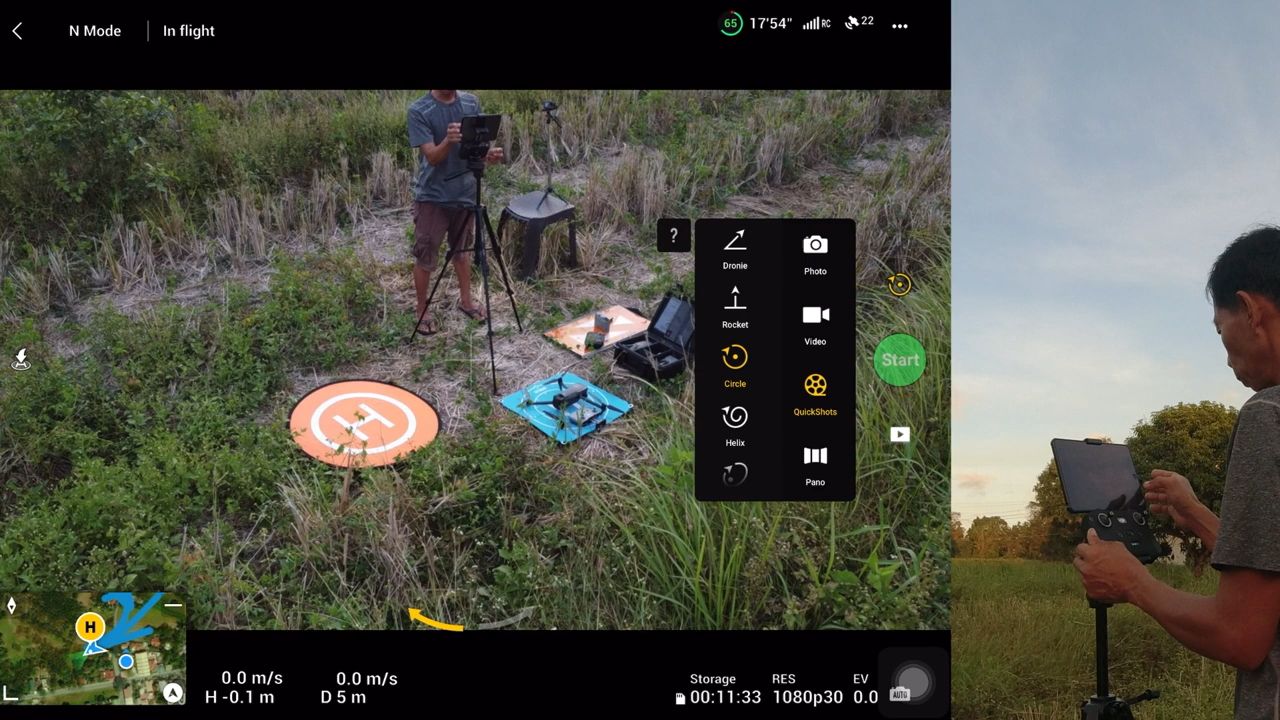 N Mode
In flight
65
17'54"
RC
22
?
Dronie
Photo
Rocket
Video
Circle
QuickShots
Helix
Pano
Start
H
H
0.0 m/s
0.0 m/s
H -0.1 m
D 5 m
Storage
RES
EV
00:11:33
1080p30
0.0
AUTO